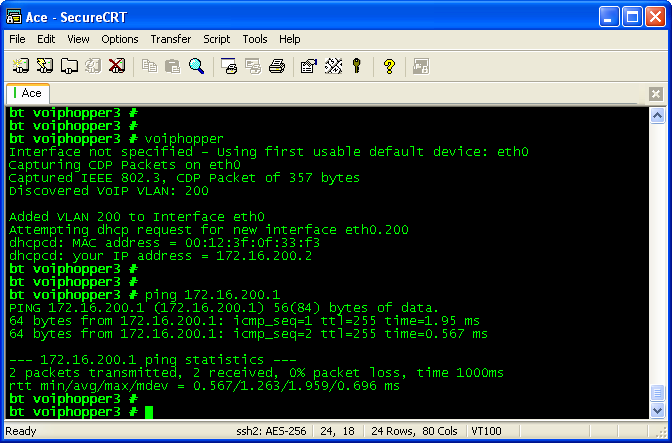 Ace - SecureCRT
File Edit View Options Transfer Script Tools Help
Ace
bt voiphopper3 #
bt voiphopper3 #
bt voiphopper3 # voiphopper
Interface not specified - Using first usable default device: eth0
Capturing CDP Packets on eth0
Captured IEEE 802.3, CDP Packet of 357 bytes
Discovered VoIP VLAN: 200
Added VLAN 200 to Interface eth0
Attempting dhcp request for new interface eth0.200
dhcpcd: MAC address = 00:12:3f:0f:33:f3
dhcpcd: your IP address = 172.16.200.2
bt voiphopper3 #
bt voiphopper3 #
bt voiphopper3 # ping 172.16.200.1
PING 172.16.200.1 (172.16.200.1) 56(84) bytes of data.
64 bytes from 172.16.200.1: icmp_seq=1 ttl=255 time=1.95 ms
64 bytes from 172.16.200.1: icmp_seq=2 ttl=255 time=0.567 ms
--- 172.16.200.1 ping statistics ---
2 packets transmitted, 2 received, 0% packet loss, time 1000ms
rtt min/avg/max/mdev = 0.567/1.263/1.959/0.696 ms
bt voiphopper3 #
bt voiphopper3 #
Ready ssh2: AES-256 24, 18 24 Rows, 80 Cols VT100